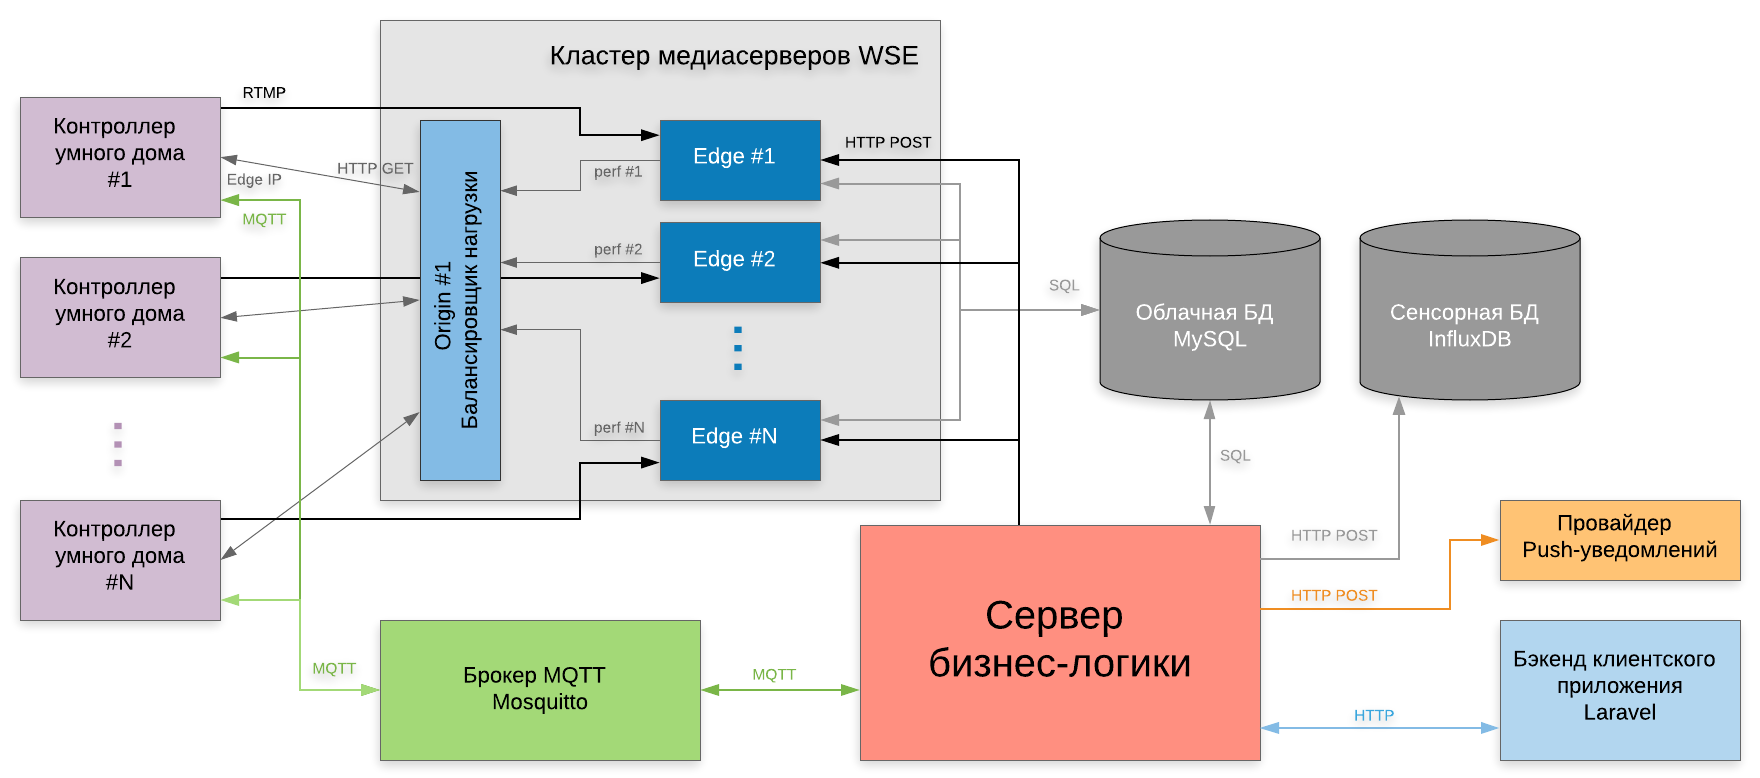 Кластер медиасерверов WSE
RTMP
Контроллер
умного дома
#1
HTTP GET
Edge IP
MQTT
Edge #1
HTTP POST
perf #1
Контроллер
умного дома
#2
Origin #1
Балансировщик нагрузки
perf #2
Edge #2
SQL
Облачная БД
MySQL
Сенсорная БД
InfluxDB
perf #N
Edge #N
SQL
Контроллер
умного дома
#N
HTTP POST
Провайдер
Push-уведомлений
HTTP POST
Сервер
бизнес-логики
MQTT
Брокер MQTT
Mosquitto
MQTT
HTTP
Бэкенд клиентского
приложения
Laravel